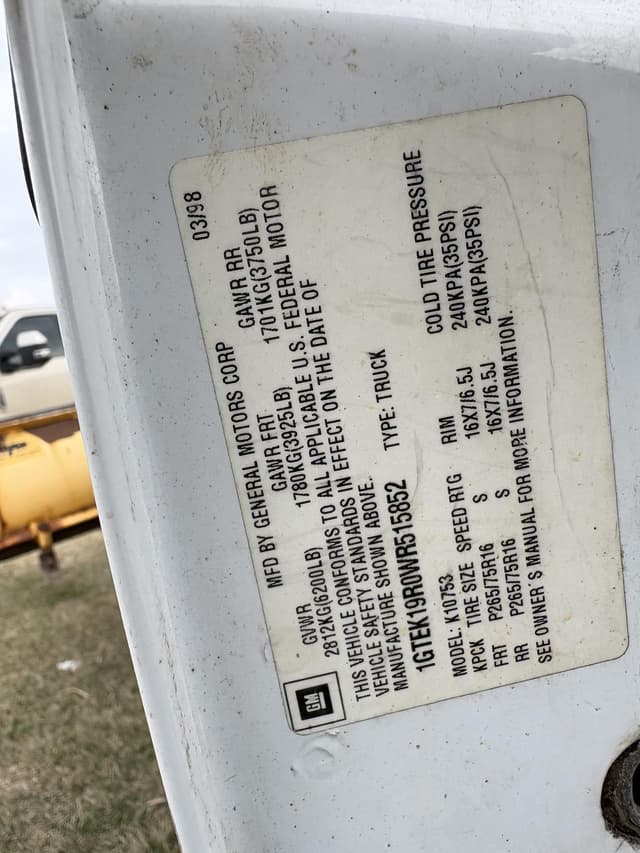 GM
MFD BY GENERAL MOTORS CORP 03/98
GVWR GAWR FRT GAWR RR
2812KG(6200LB) 1780KG(3925LB) 1701KG(3750LB)
THIS VEHICLE CONFORMS TO ALL APPLICABLE U.S. FEDERAL MOTOR
VEHICLE SAFETY STANDARDS IN EFFECT ON THE DATE OF
MANUFACTURE SHOWN ABOVE.
1GTEK19R0WR515852 TYPE: TRUCK
MODEL: K10753
KPCK TIRE SIZE SPEED RTG RIM COLD TIRE PRESSURE
FRT P265/75R16 S 16X7/6.5J 240KPA(35PSI)
RR P265/75R16 S 16X7/6.5J 240KPA(35PSI)
SEE OWNER'S MANUAL FOR MORE INFORMATION.